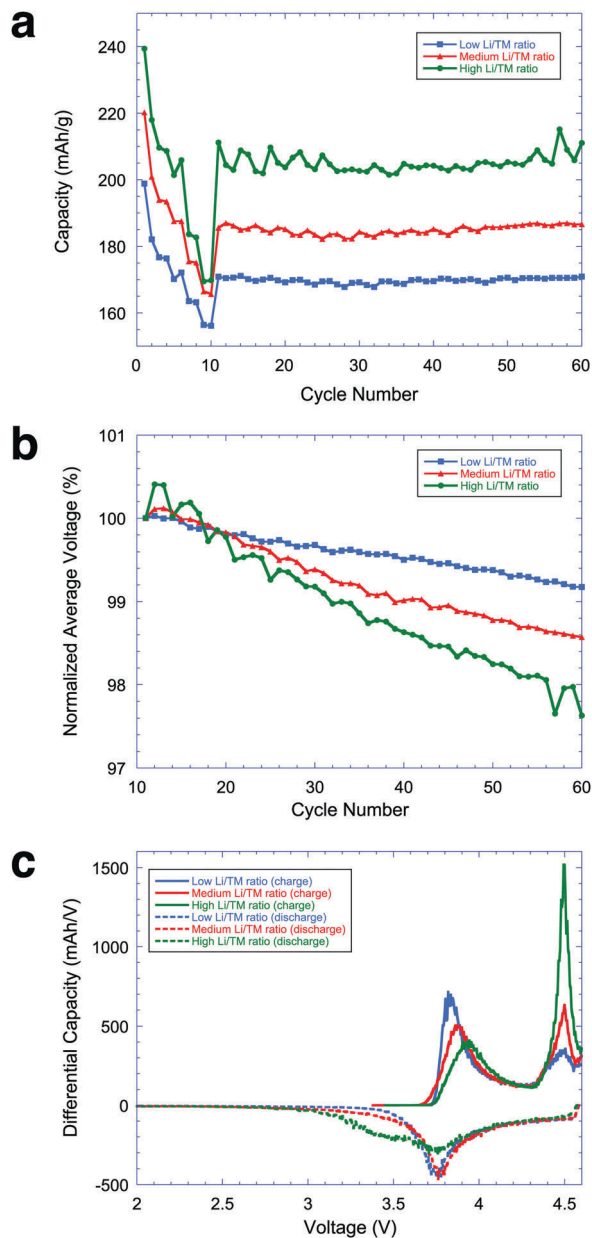 a
240
220
200
180
160
Capacity (mAh/g)
Low Li/TM ratio
Medium Li/TM ratio
High Li/TM ratio
0 10 20 30 40 50 60
Cycle Number
b
101
100
99
98
97
Normalized Average Voltage (%)
Low Li/TM ratio
Medium Li/TM ratio
High Li/TM ratio
10 20 30 40 50 60
Cycle Number
c
1500
1000
500
0
-500
Differential Capacity (mAh/V)
Low Li/TM ratio (charge)
Medium Li/TM ratio (charge)
High Li/TM ratio (charge)
Low Li/TM ratio (discharge)
Medium Li/TM ratio (discharge)
High Li/TM ratio (discharge)
2 2.5 3 3.5 4 4.5
Voltage (V)